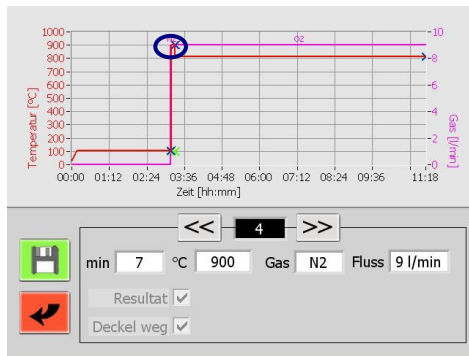 1000
900
800
700
600
500
400
300
200
100
0
Temperatur [ºC]
10
8
6
4
2
0
Gas [l/min]
O2
00:00 01:12 02:24 03:36 04:48 06:00 07:12 08:24 09:36 11:18
Zeit [hh:mm]
<< 4 >>
min 7 ºC 900 Gas N2 Fluss 9 l/min
Resultat
Deckel weg